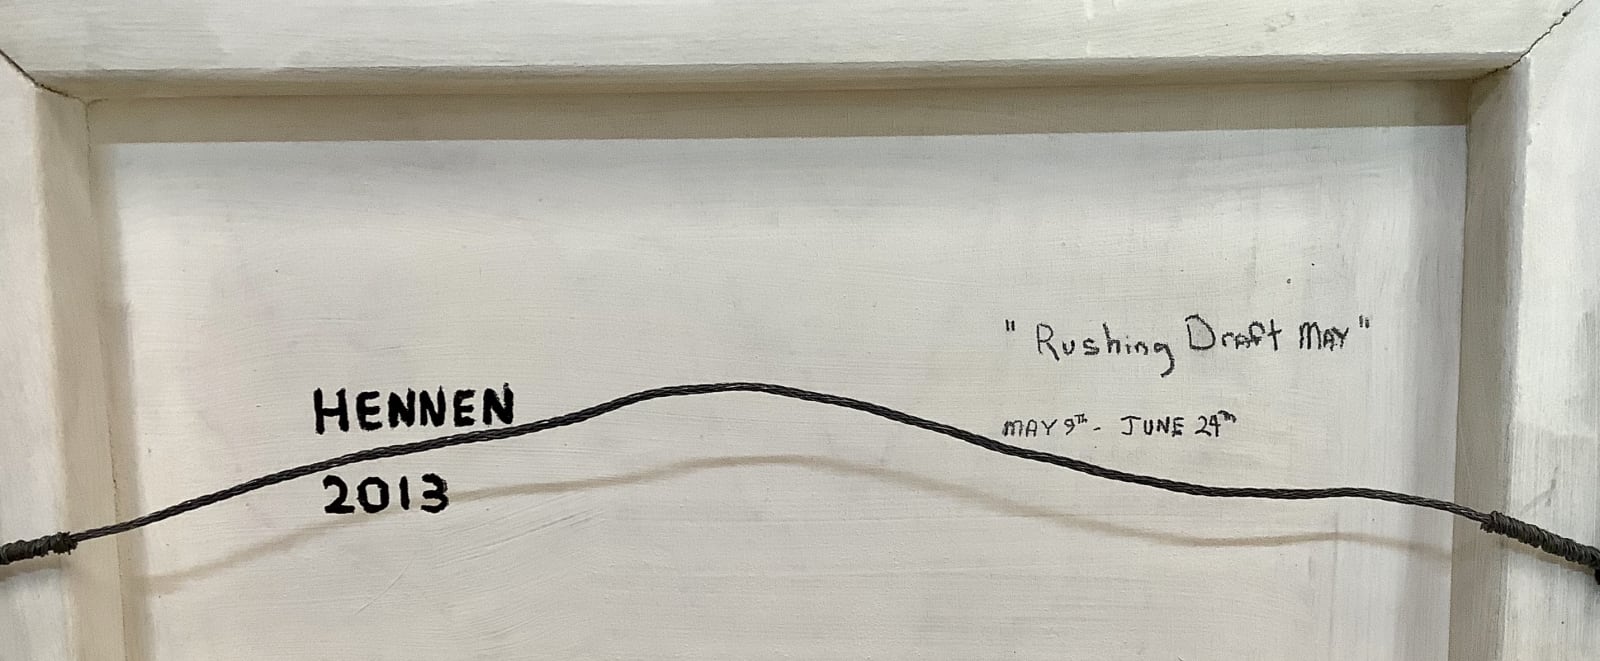 HENNEN
2013
"Rushing Draft MAY"
MAY 9TH - JUNE 24TH